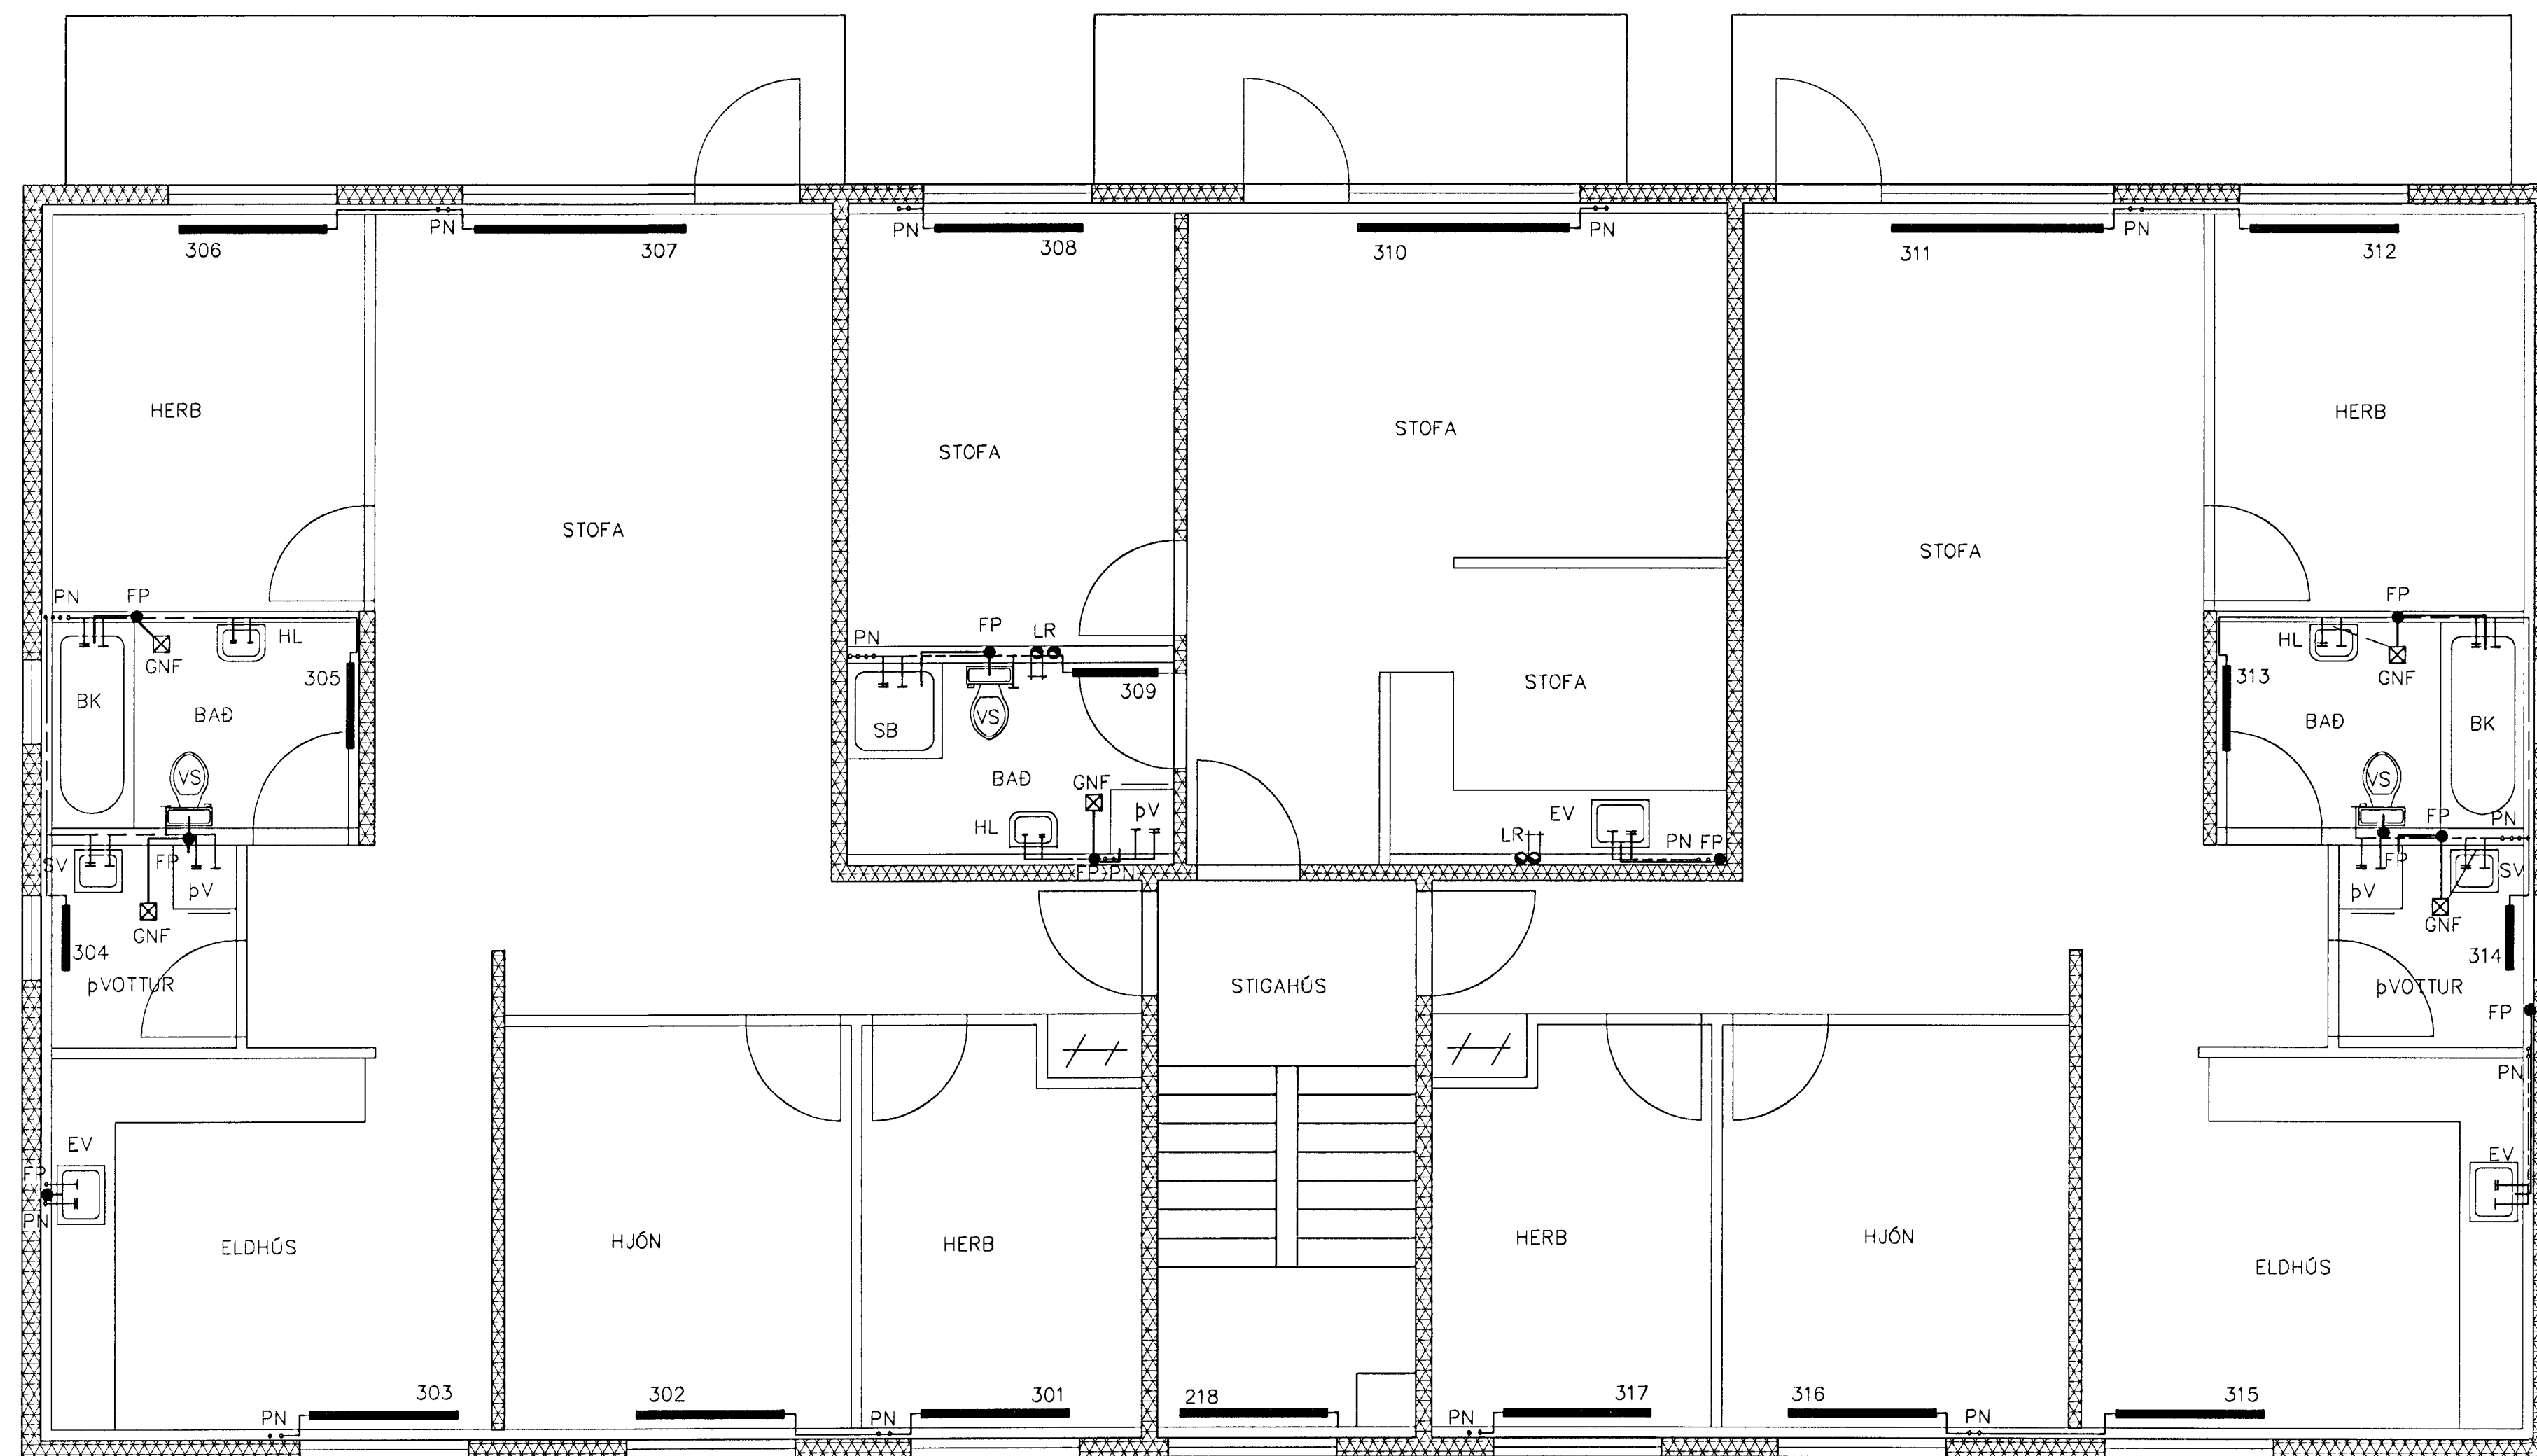 PN
PN
PN
PN
306
307
308
310
311
312
HERB
HERB
STOFA
STOFA
STOFA
STOFA
PN
FP
HL
GNF
305
BK
BAÐ
VS
PN
FP
LR
309
SB
VS
BAÐ
GNF
HL
þV
FP PN
STOFA
EV
LR
PN FP
FP
HL
GNF
313
BAÐ
BK
VS
FP
PN
SV
FP
þV
GNF
304
þVOTTUR
FP
SV
þV
GNF
314
þVOTTUR
FP
PN
STIGAHÚS
EV
FP
PN
EV
ELDHÚS
HJÓN
HERB
HERB
HJÓN
ELDHÚS
303
302
301
218
317
316
315
PN
PN
PN
PN